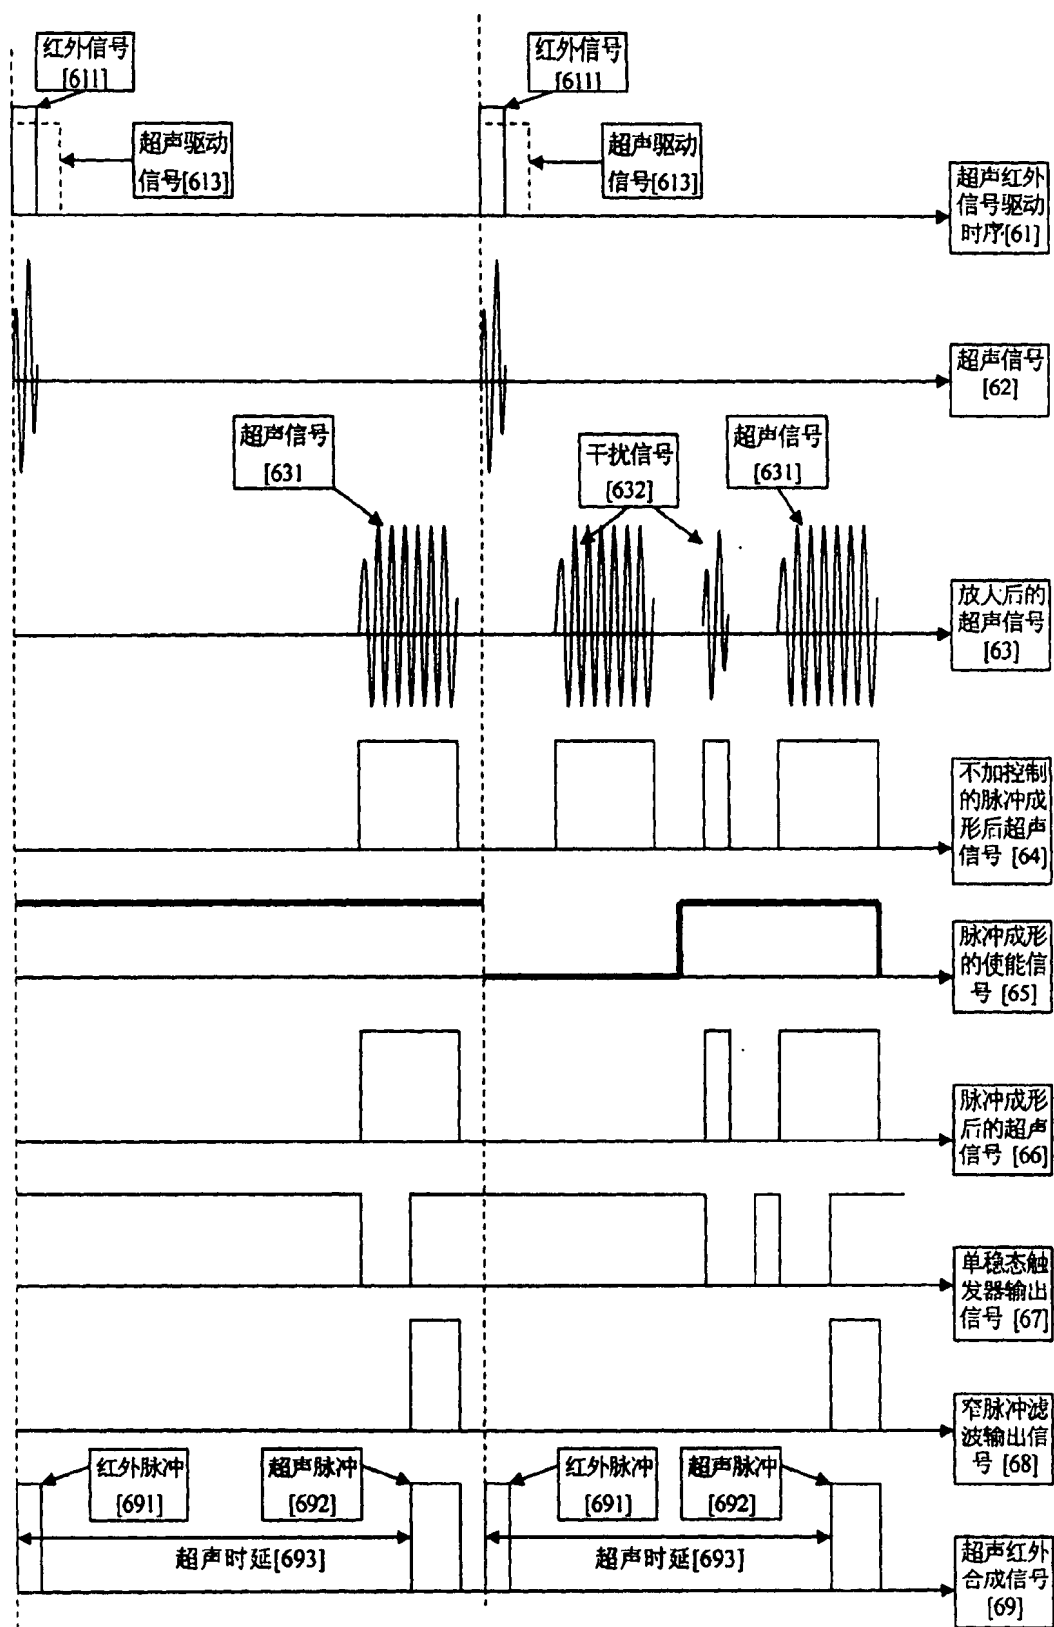 红外信号
[611]
红外信号
[611]
超声驱动
信号[613]
超声驱动
信号[613]
超声红外
信号驱动
时序[61]
超声信号
[62]
超声信号
[631
干扰信号
[632]
超声信号
[631]
放人后的
超声信号
[63]
不加控制
的脉冲成
形后超声
信号 [64]
脉冲成形
的使能信
号 [65]
脉冲成形
后的超声
信号 [66]
单稳态触
发器输出
信号 [67]
窄脉冲滤
波输出信
号 [68]
红外脉冲
[691]
超声脉冲
[692]
红外脉冲
[691]
超声脉冲
[692]
超声时延[693]
超声时延[693]
超声红外
合成信号
[69]